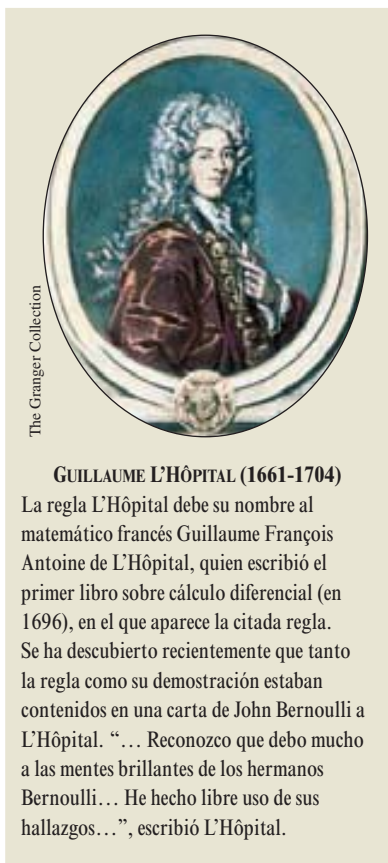 The Granger Collection
GUILLAUME L’HÔPITAL (1661-1704)
La regla L’Hôpital debe su nombre al
matemático francés Guillaume François
Antoine de L’Hôpital, quien escribió el
primer libro sobre cálculo diferencial (en
1696), en el que aparece la citada regla.
Se ha descubierto recientemente que tanto
la regla como su demostración estaban
contenidos en una carta de John Bernoulli a
L’Hôpital. “… Reconozco que debo mucho
a las mentes brillantes de los hermanos
Bernoulli… He hecho libre uso de sus
hallazgos…”, escribió L’Hôpital.